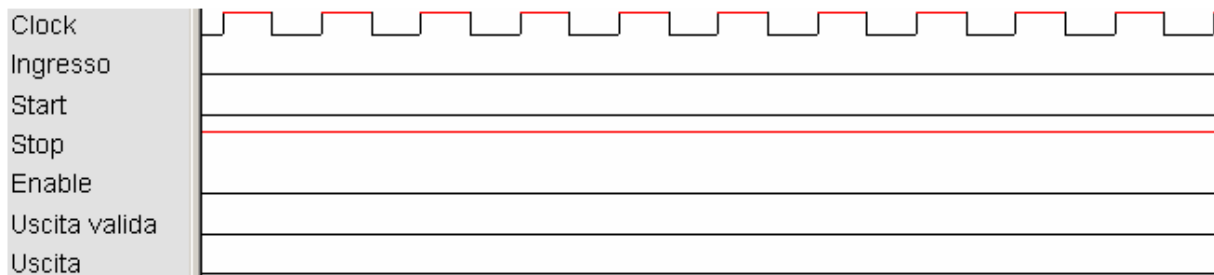 Clock
Ingresso
Start
Stop
Enable
Uscita valida
Uscita